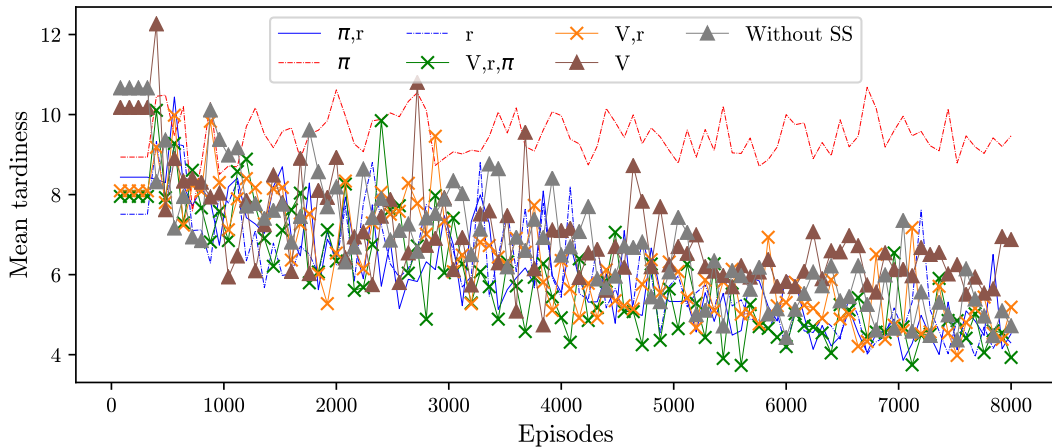 π,r
π
r
V,r,π
V,r
V
Without SS
Mean tardiness
12
10
8
6
4
0
1000
2000
3000
4000
5000
6000
7000
8000
Episodes